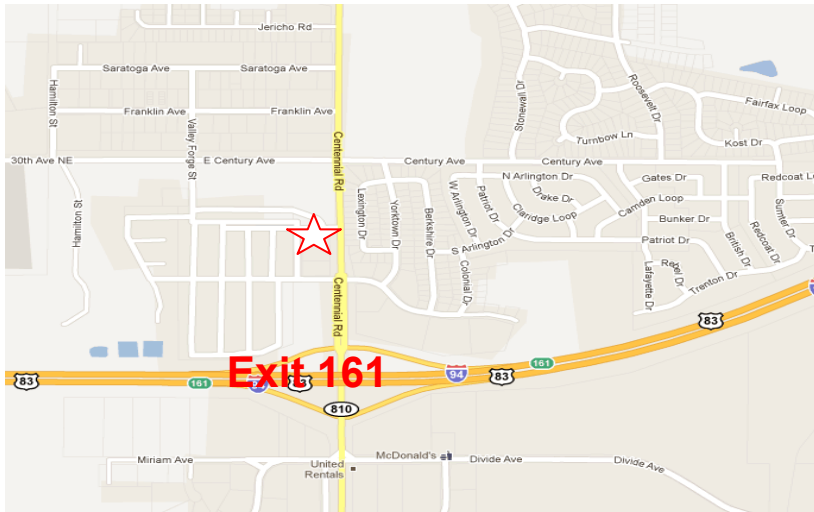 Jericho Rd
Saratoga Ave
Saratoga Ave
Hamilton St
Franklin Ave
Franklin Ave
Valley Forge St
Centennial Rd
Stonewall Dr
Roosevelt Dr
Fairfax Loop
Turnbow Ln
Kost Dr
30th Ave NE
E Century Ave
Century Ave
Century Ave
N Arlington Dr
Gates Dr
Redcoat
Hamilton St
Lexington Dr
Yorktown Dr
Berkshire Dr
W Arlington Dr
Patriot Dr
Drake Dr
Claridge Loop
Camden Loop
Bunker Dr
Sumter Dr
S Arlington Dr
Patriot Dr
British Dr
Redcoat Dr
Colonial Dr
Lafayette Dr
Rebel Dr
Trenton Dr
Centennial Rd
83
161
Exit 161
94
83
161
83
810
Miriam Ave
United
Rentals
McDonald's
Divide Ave
Divide Ave